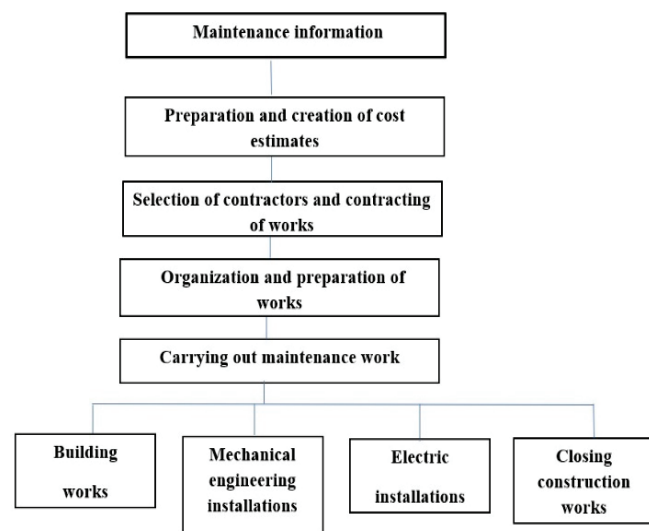 Maintenance information
Preparation and creation of cost
estimates
Selection of contractors and contracting
of works
Organization and preparation of
works
Carrying out maintenance work
Building
works
Mechanical
engineering
installations
Electric
installations
Closing
construction
works